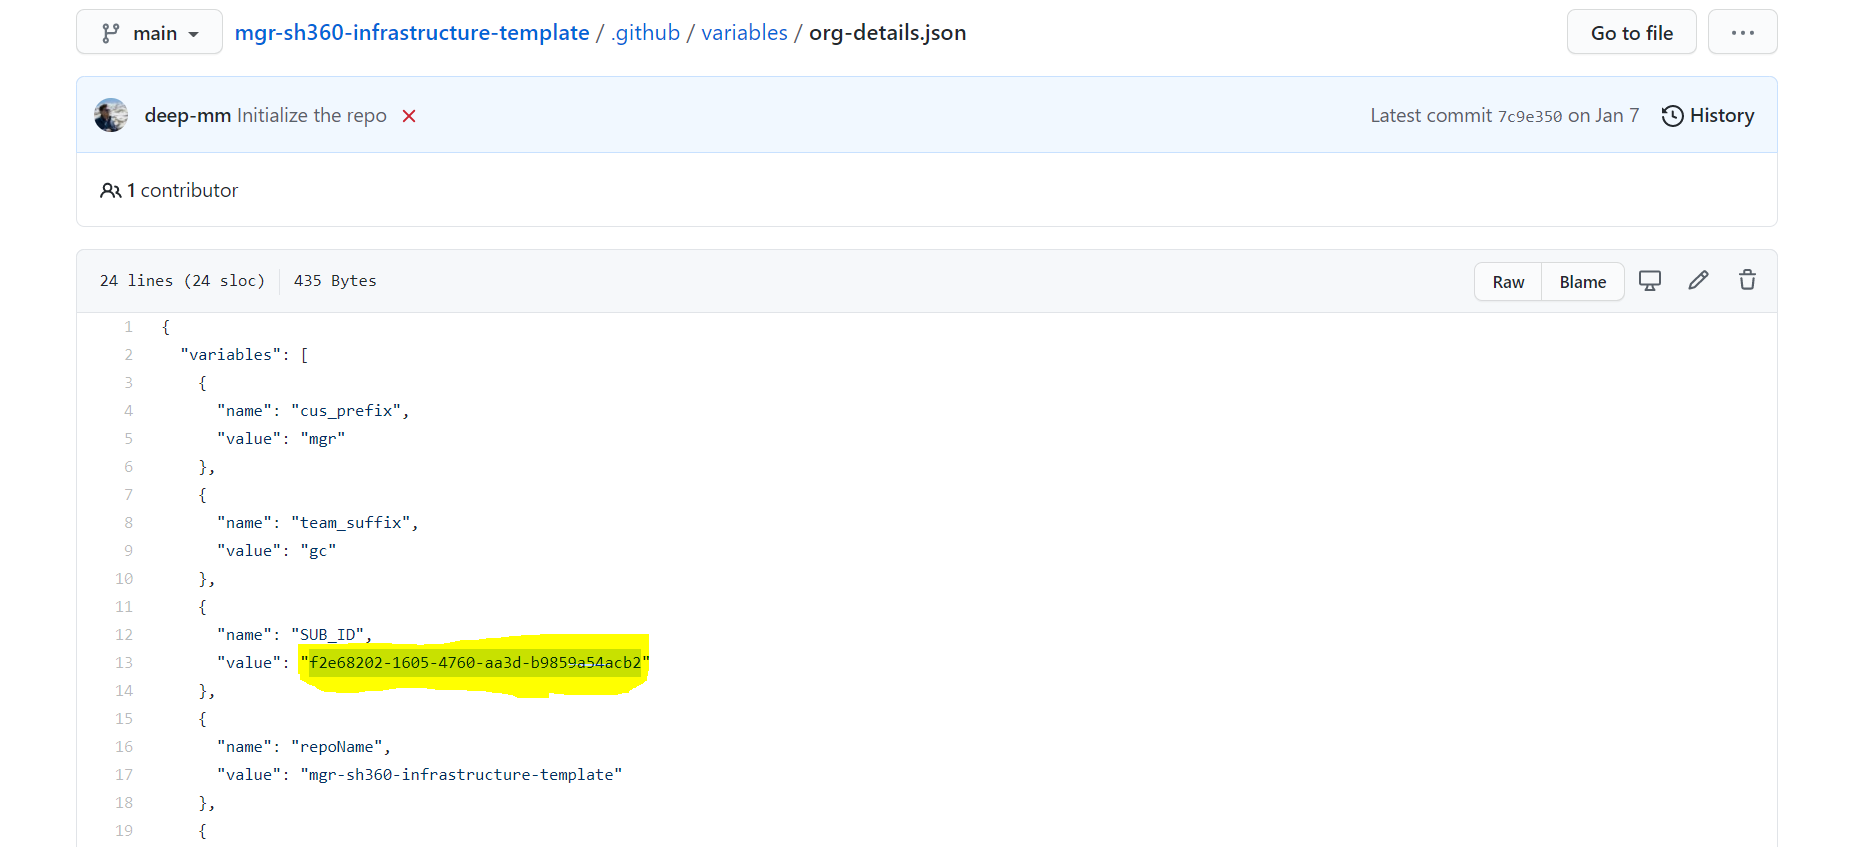 main mgr-sh360-infrastructure-template / .github / variables / org-details.json Go to file ...
deep-mm Initialize the repo Latest commit 7c9e350 on Jan 7 History
1 contributor
24 lines (24 sloc) 435 Bytes Raw Blame
1 {
2 "variables": [
3 {
4 "name": "cus_prefix",
5 "value": "mgr"
6 },
7 {
8 "name": "team_suffix",
9 "value": "gc"
10 },
11 {
12 "name": "SUB_ID",
13 "value": "f2e68202-1605-4760-aa3d-b9859a54acb2"
14 },
15 {
16 "name": "repoName",
17 "value": "mgr-sh360-infrastructure-template"
18 },
19 {